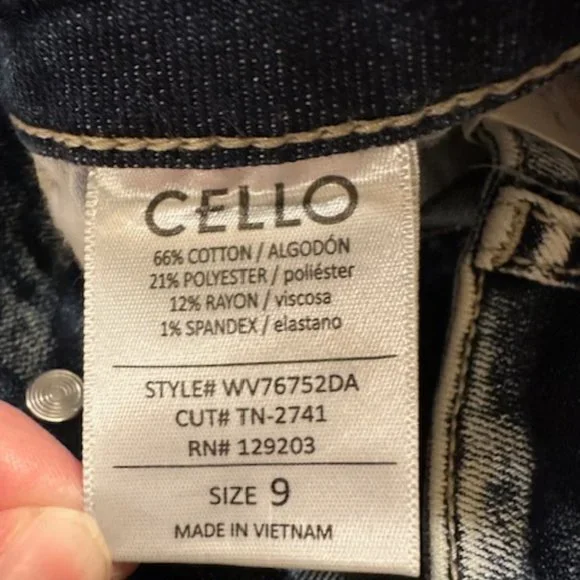 CELLO
66% COTTON / ALGODÓN
21% POLYESTER / poliéster
12% RAYON / viscosa
1% SPANDEX / elastano
STYLE# WV76752DA
CUT# TN-2741
RN# 129203
SIZE 9
MADE IN VIETNAM